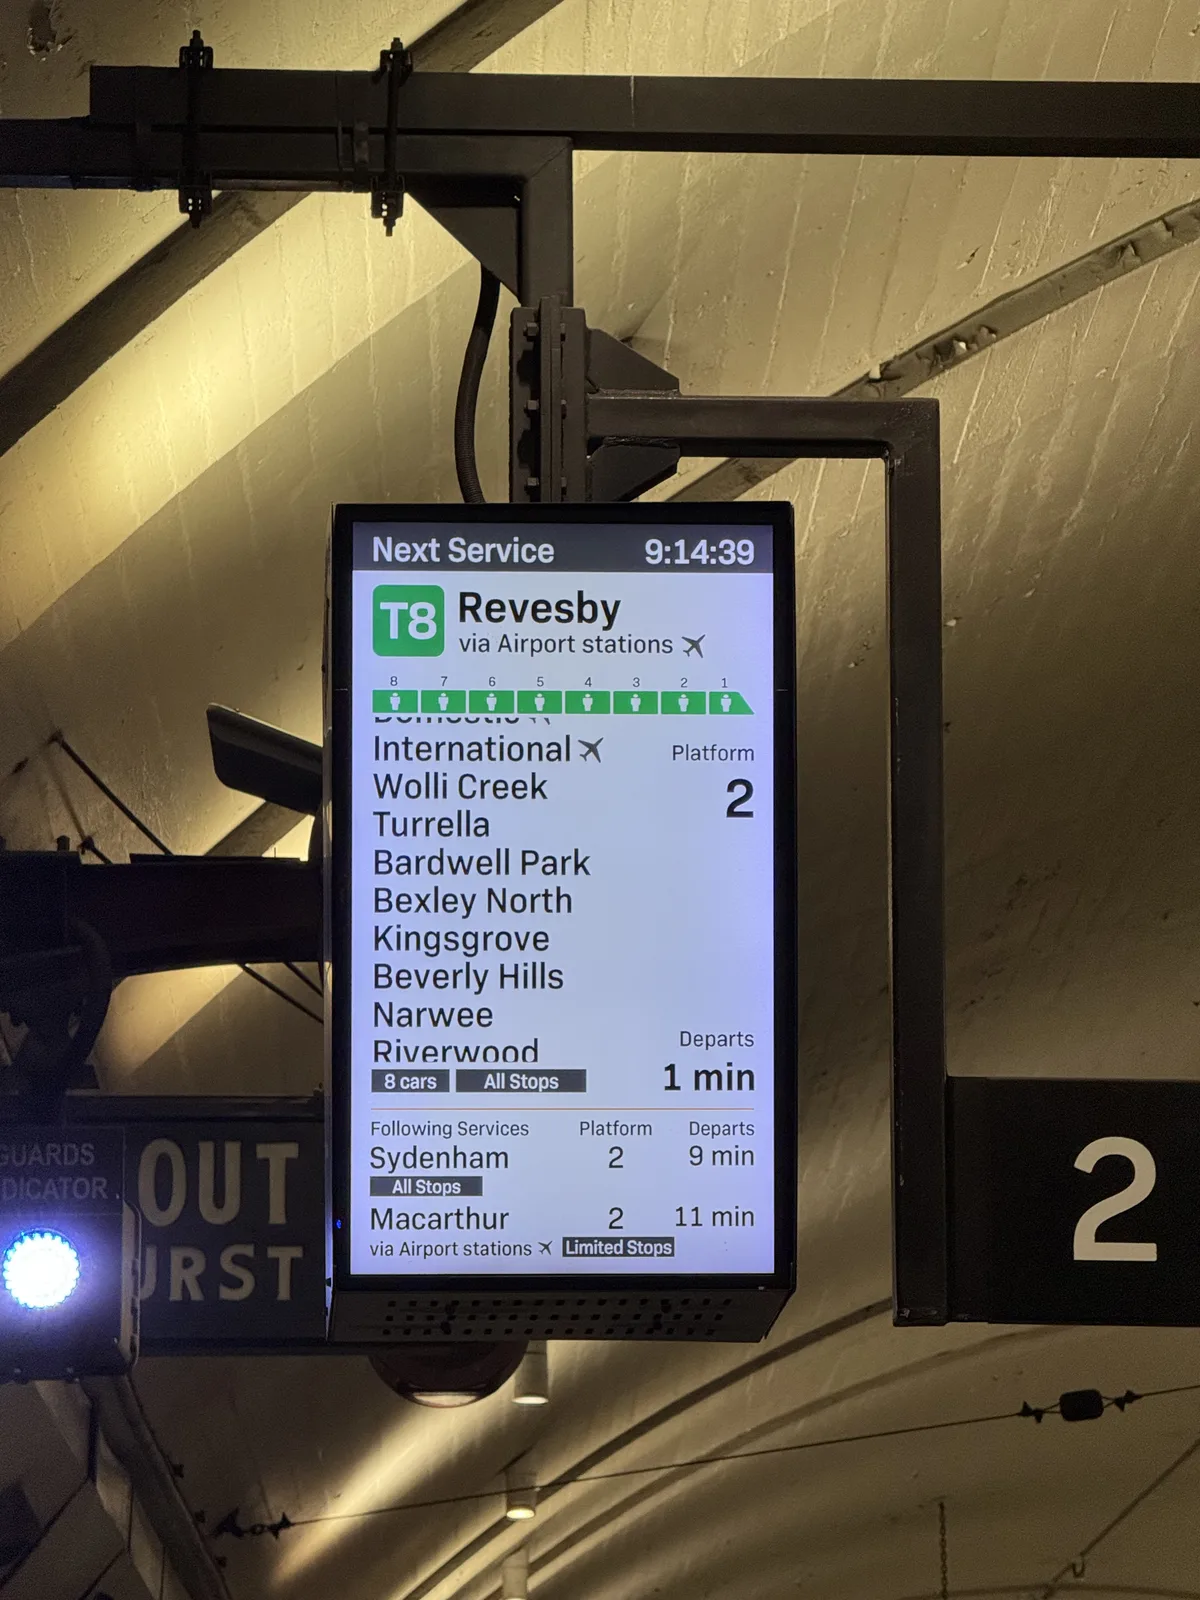 Next Service 9:14:39
T8 Revesby
via Airport stations
8 7 6 5 4 3 2 1
Domestic
International Platform
Wolli Creek 2
Turrella
Bardwell Park
Bexley North
Kingsgrove
Beverly Hills
Narwee Departs
Riverwood 1 min
8 cars All Stops
Following Services Platform Departs
Sydenham 2 9 min
All Stops
Macarthur 2 11 min
via Airport stations Limited Stops
GUARDS
OUT
2